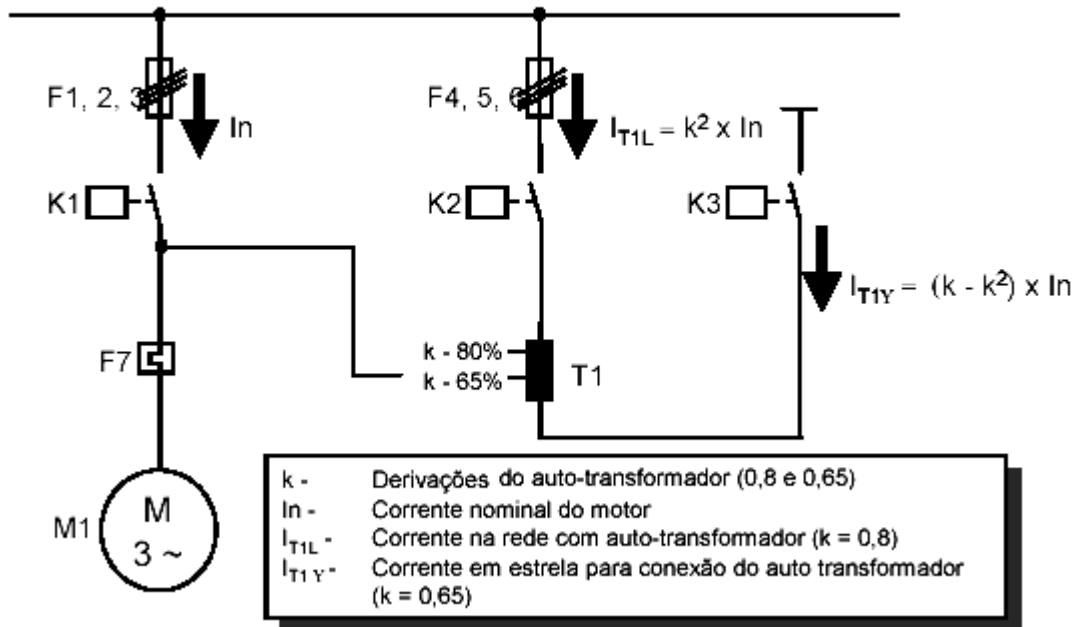 F1, 2, 3
In
F4, 5, 6
I_T1L = k² x In
K1
K2
K3
I_T1Y = (k - k²) x In
F7
k - 80%
k - 65%
T1
M1
M
3 ~
k - Derivações do auto-transformador (0,8 e 0,65)
In - Corrente nominal do motor
I_T1L - Corrente na rede com auto-transformador (k = 0,8)
I_T1Y - Corrente em estrela para conexão do auto transformador
(k = 0,65)